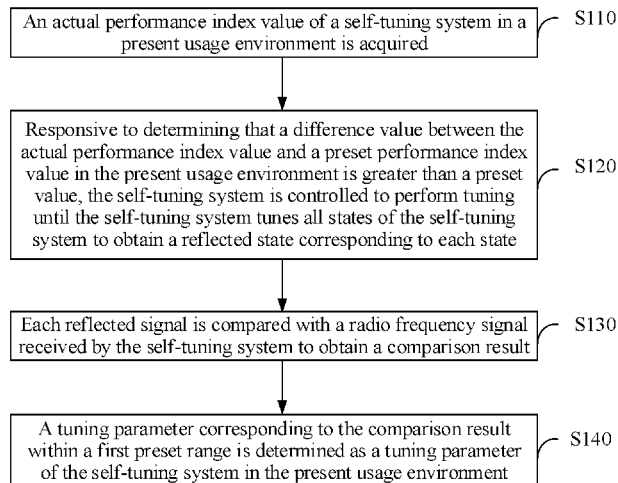 An actual performance index value of a self-tuning system in a
present usage environment is acquired
S110
Responsive to determining that a difference value between the
actual performance index value and a preset performance index
value in the present usage environment is greater than a preset
value, the self-tuning system is controlled to perform tuning
until the self-tuning system tunes all states of the self-tuning
system to obtain a reflected state corresponding to each state
S120
Each reflected signal is compared with a radio frequency signal
received by the self-tuning system to obtain a comparison result
S130
A tuning parameter corresponding to the comparison result
within a first preset range is determined as a tuning parameter
of the self-tuning system in the present usage environment
S140